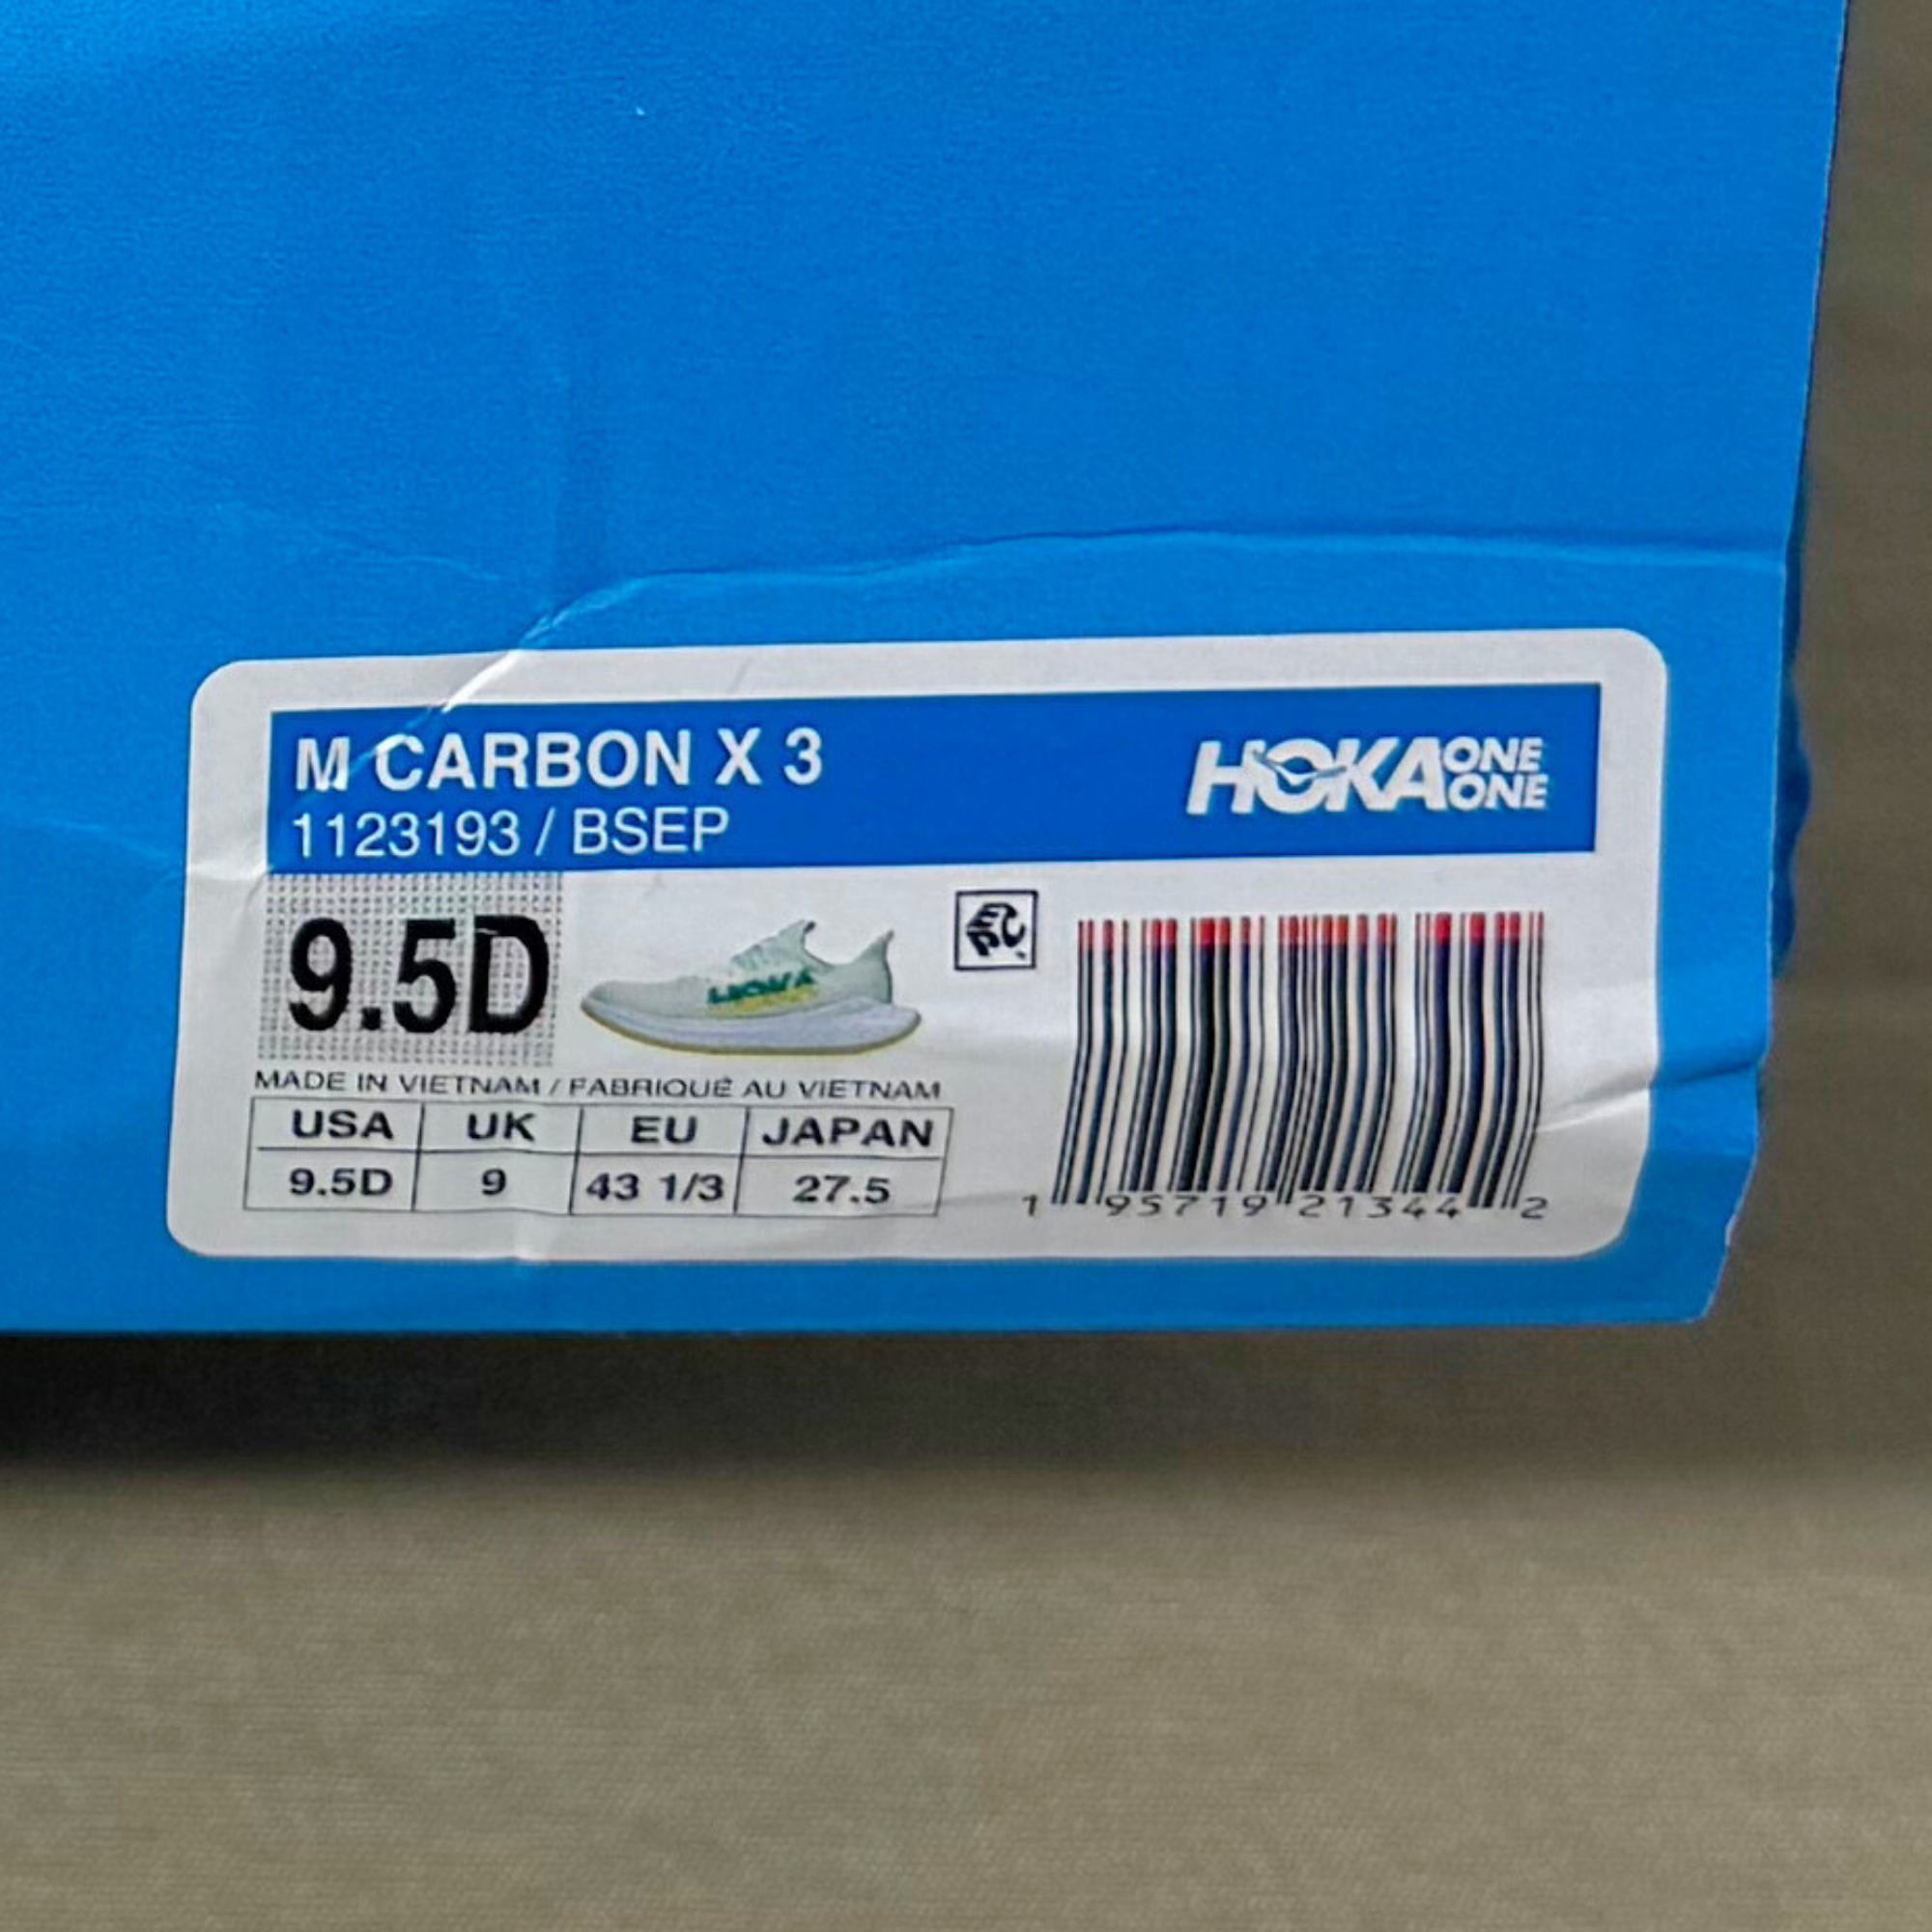 M CARBON X 3
HOKA ONE ONE
1123193 / BSEP
9.5D
HOKA
MADE IN VIETNAM / FABRIQUÉ AU VIETNAM
USA UK EU JAPAN
9.5D 9 43 1/3 27.5
1 95719 21344 2